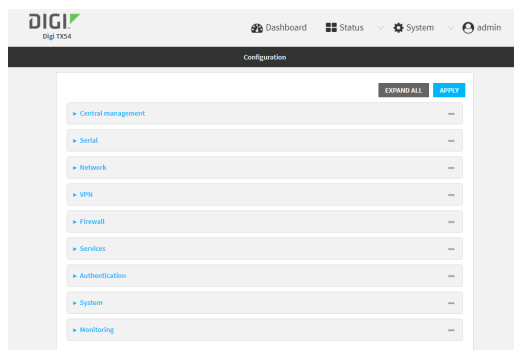 DIGI
Digi TX54
Dashboard Status System admin
Configuration
EXPAND ALL APPLY
Central management
Serial
Network
VPN
Firewall
Services
Authentication
System
Monitoring